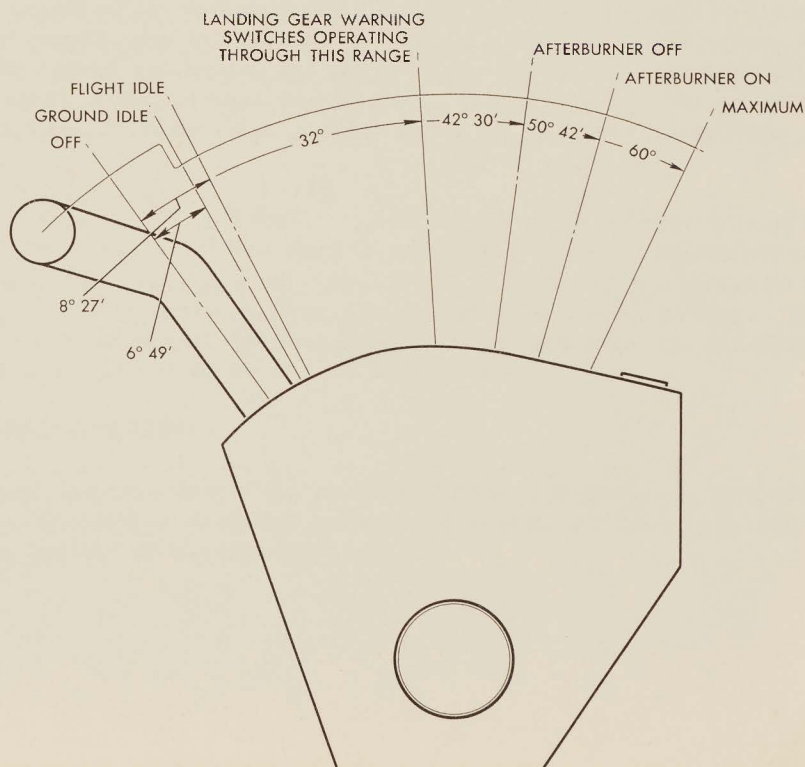 LANDING GEAR WARNING
SWITCHES OPERATING
THROUGH THIS RANGE
AFTERBURNER OFF
AFTERBURNER ON
MAXIMUM
FLIGHT IDLE
GROUND IDLE
OFF
32°
42° 30'
50° 42'
60°
8° 27'
6° 49'